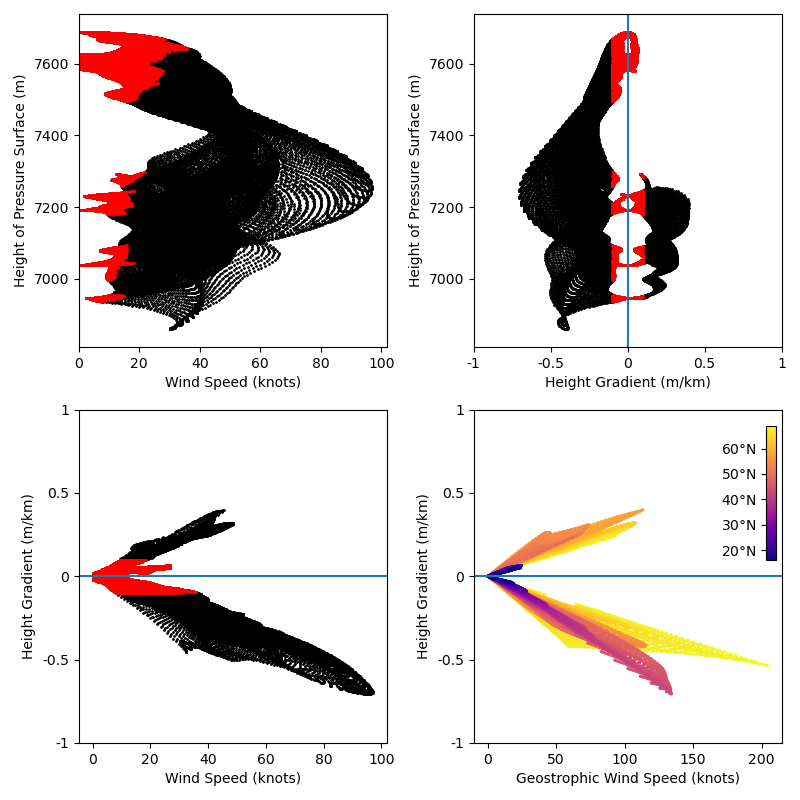 Height of Pressure Surface (m)
7600
7400
7200
7000
0 20 40 60 80 100
Wind Speed (knots)
Height of Pressure Surface (m)
7600
7400
7200
7000
-1 -0.5 0 0.5 1
Height Gradient (m/km)
Height Gradient (m/km)
1
0.5
0
-0.5
-1
0 20 40 60 80 100
Wind Speed (knots)
Height Gradient (m/km)
1
0.5
0
-0.5
-1
60°N
50°N
40°N
30°N
20°N
0 50 100 150 200
Geostrophic Wind Speed (knots)